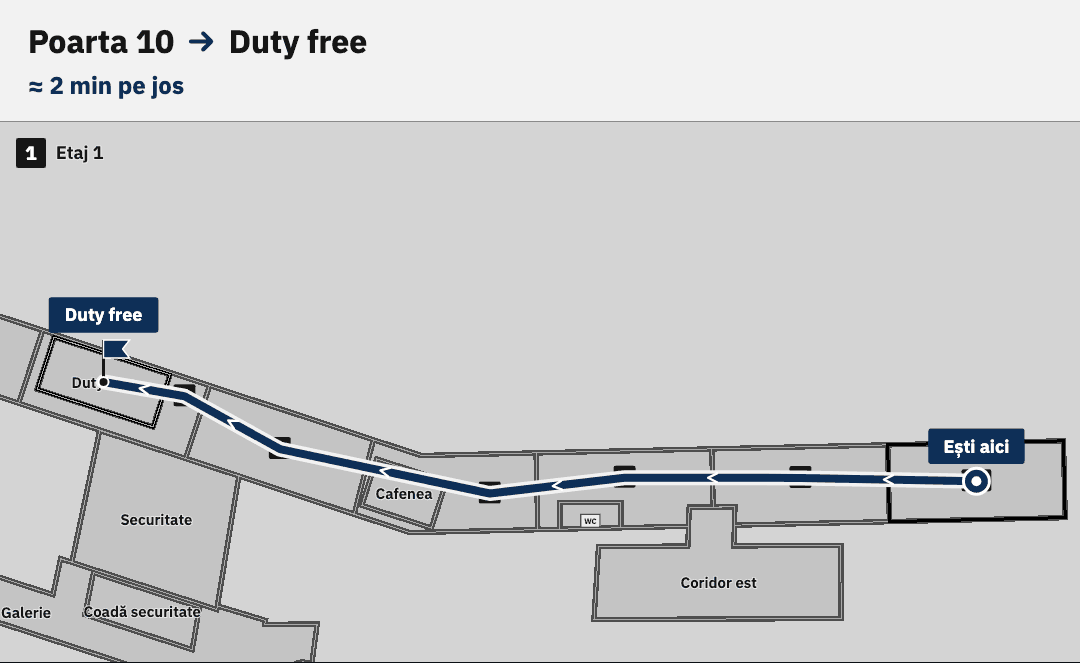 Poarta 10 → Duty free
≈ 2 min pe jos
1 Etaj 1
Duty free
Ești aici
Cafenea
Securitate
wc
Coridor est
Galerie
Coadă securitate